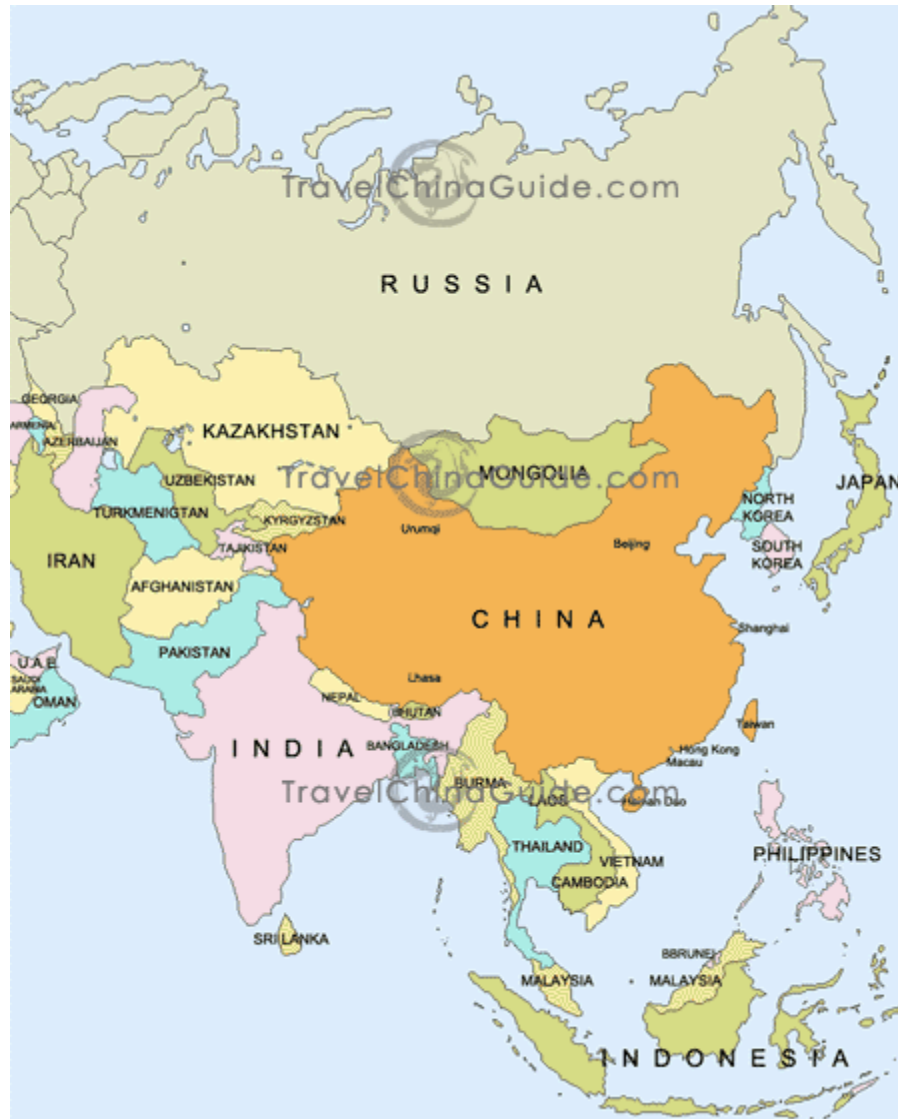 TravelChinaGuide.com
RUSSIA
GEORGIA
ARMENIA
AZERBAIJAN
KAZAKHSTAN
UZBEKISTAN
TravelChinaGuide.com
MONGOLIA
JAPAN
TURKMENIGTAN
KYRGYZSTAN
NORTH
KOREA
Urumqi
Beijing
TAJIKISTAN
SOUTH
KOREA
IRAN
AFGHANISTAN
CHINA
Shanghai
PAKISTAN
U.A.E.
SAUDI
ARABIA
OMAN
Lhasa
NEPAL
BHUTAN
Taiwan
INDIA
BANGLADESH
Hong Kong
Macau
BURMA
TravelChinaGuide.com
LAOS
Hainan Dao
THAILAND
VIETNAM
PHILIPPINES
CAMBODIA
SRI LANKA
BBRUNEI
MALAYSIA
MALAYSIA
INDONESIA